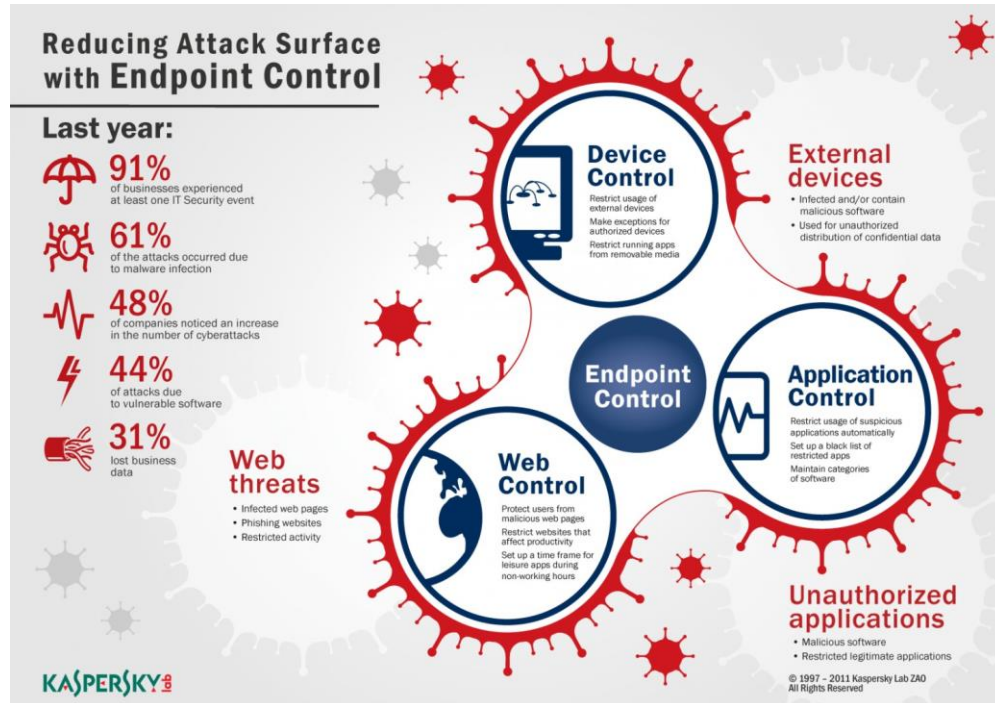 Reducing Attack Surface
with Endpoint Control
Last year:
91%
of businesses experienced
at least one IT Security event
61%
of the attacks occurred due
to malware infection
48%
of companies noticed an increase
in the number of cyberattacks
44%
of attacks due
to vulnerable software
31%
lost business
data
Device
Control
Restrict usage of
external devices
Make exceptions for
authorized devices
Restrict running apps
from removable media
External
devices
• Infected and/or contain
malicious software
• Used for unauthorized
distribution of confidential data
Endpoint
Control
Application
Control
Restrict usage of suspicious
applications automatically
Set up a black list of
restricted apps
Maintain categories
of software
Web
threats
• Infected web pages
• Phishing websites
• Restricted activity
Web
Control
Protect users from
malicious web pages
Restrict websites that
affect productivity
Set up a time frame for
leisure apps during
non-working hours
Unauthorized
applications
• Malicious software
• Restricted legitimate applications
KASPERSKY lab
© 1997 – 2011 Kaspersky Lab ZAO
All Rights Reserved